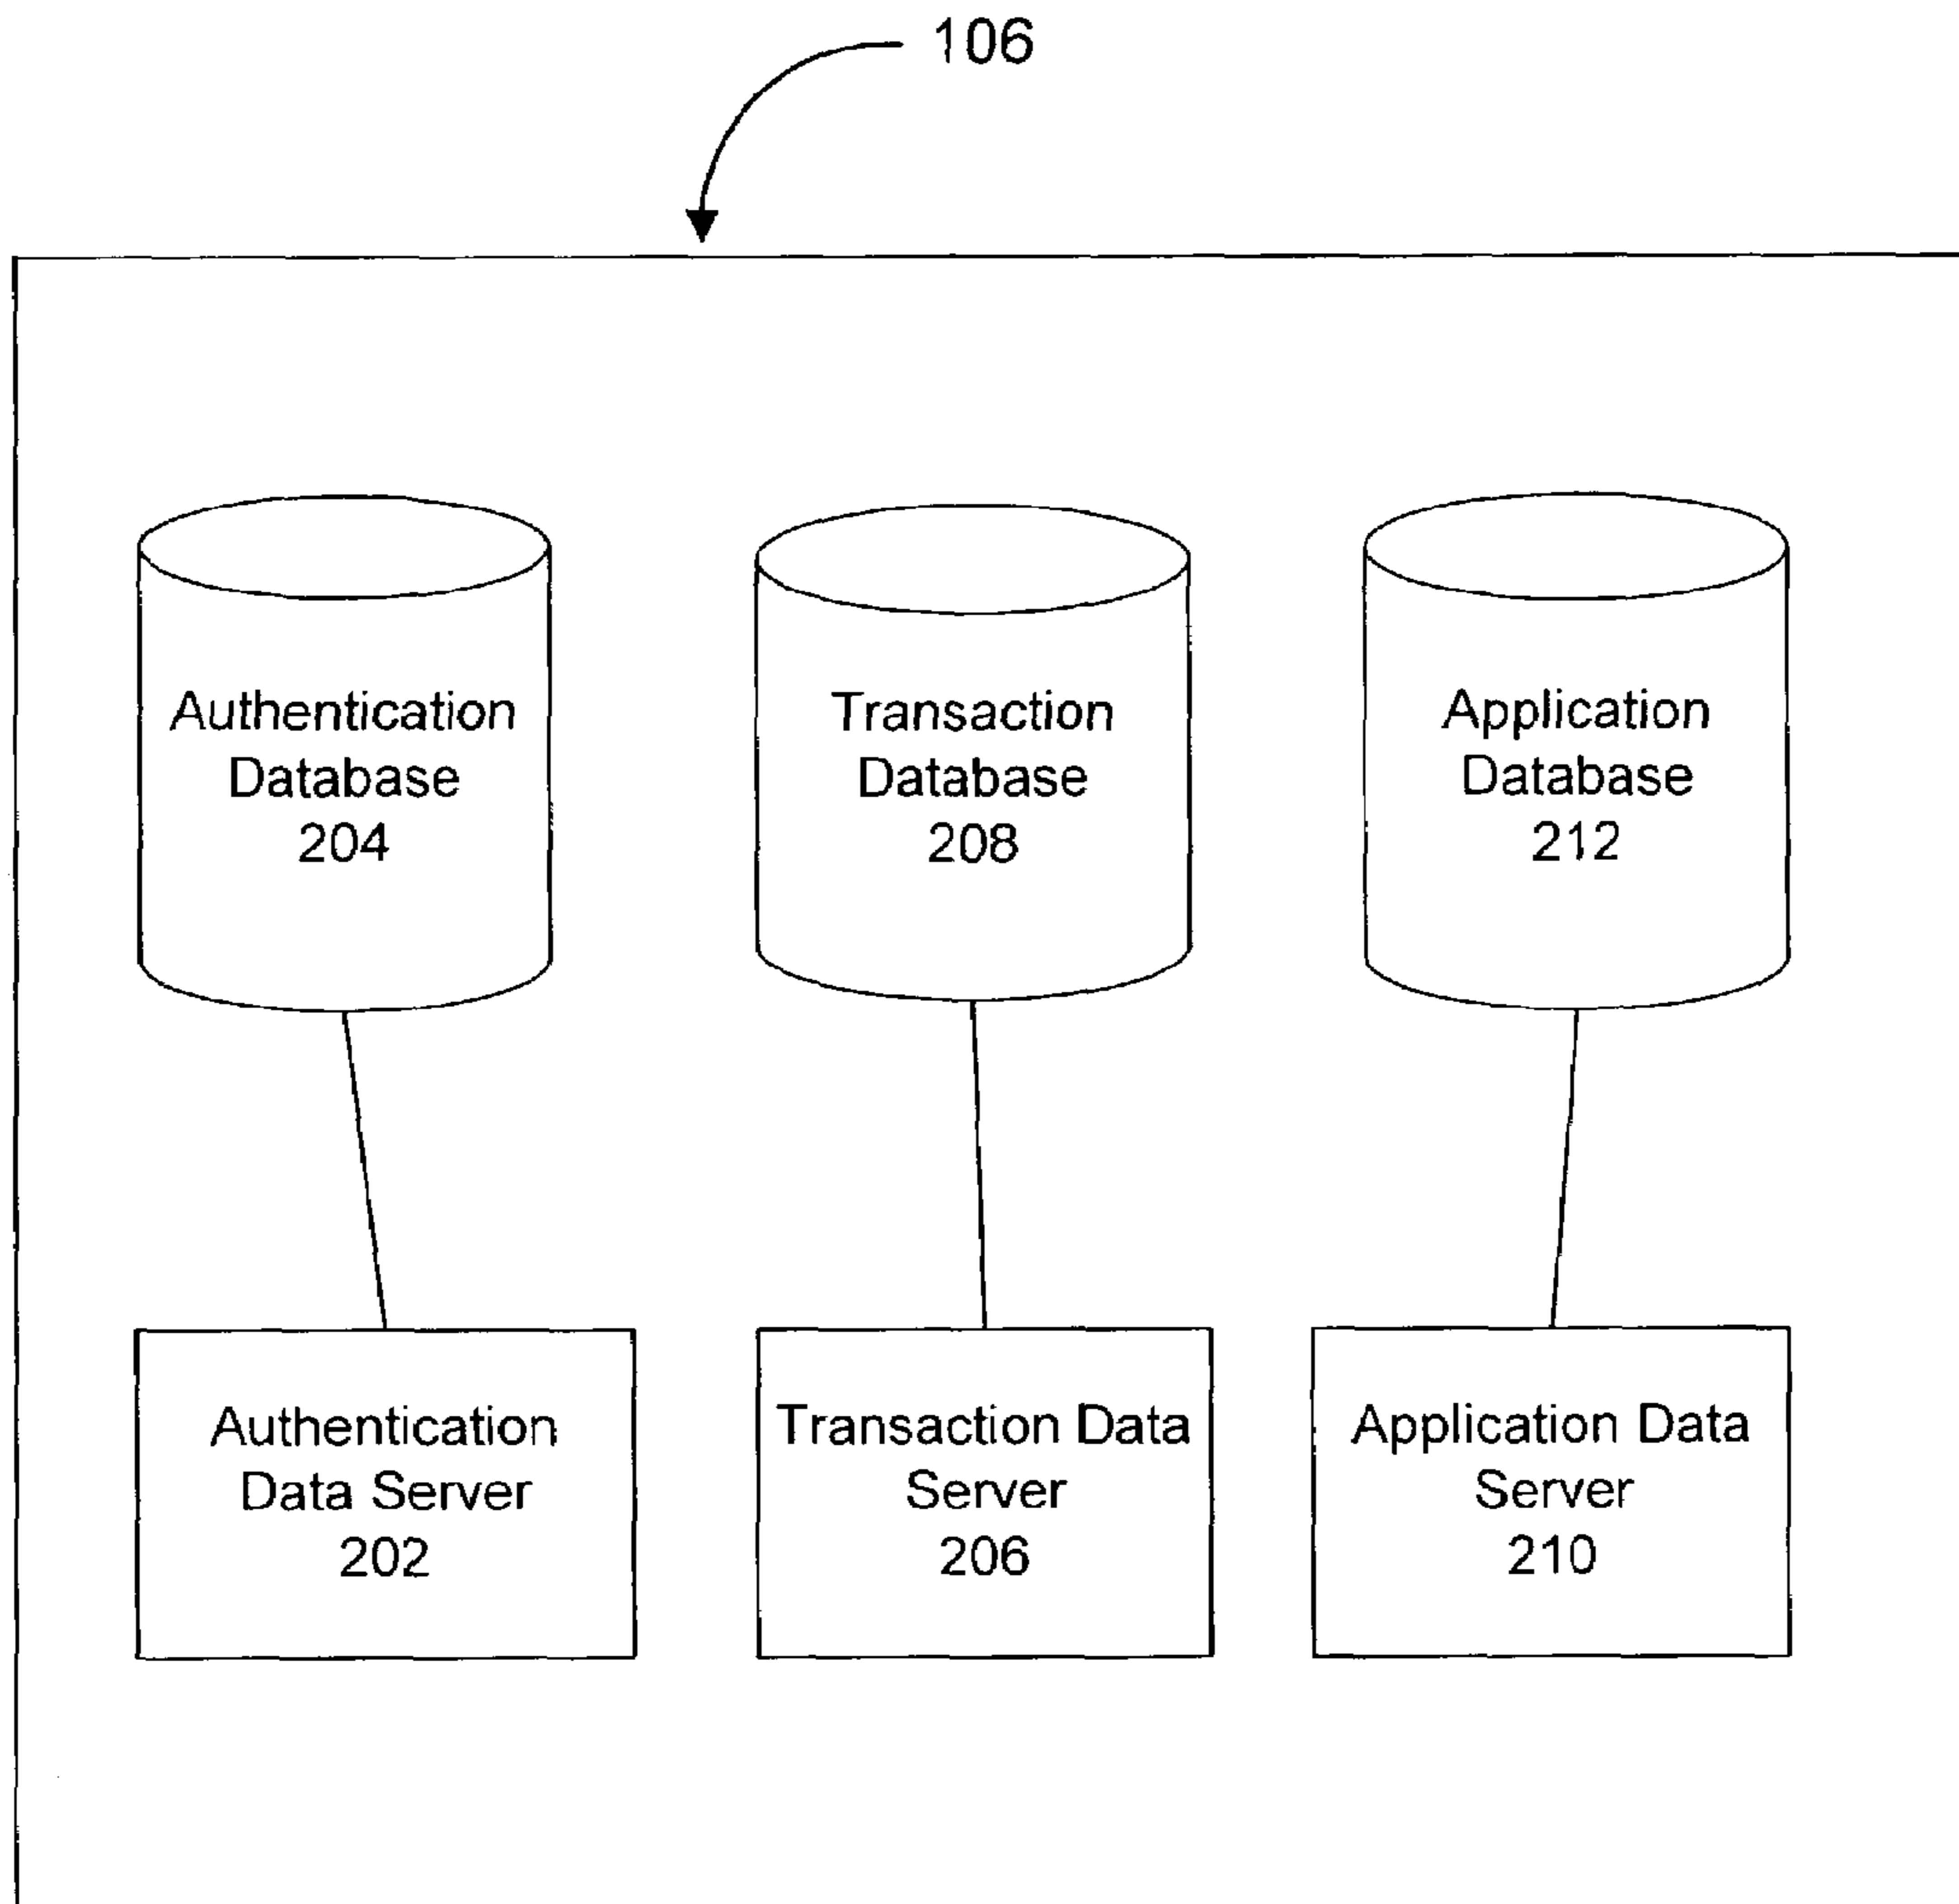 106
Authentication
Database
204
Transaction
Database
208
Application
Database
212
Authentication
Data Server
202
Transaction Data
Server
206
Application Data
Server
210